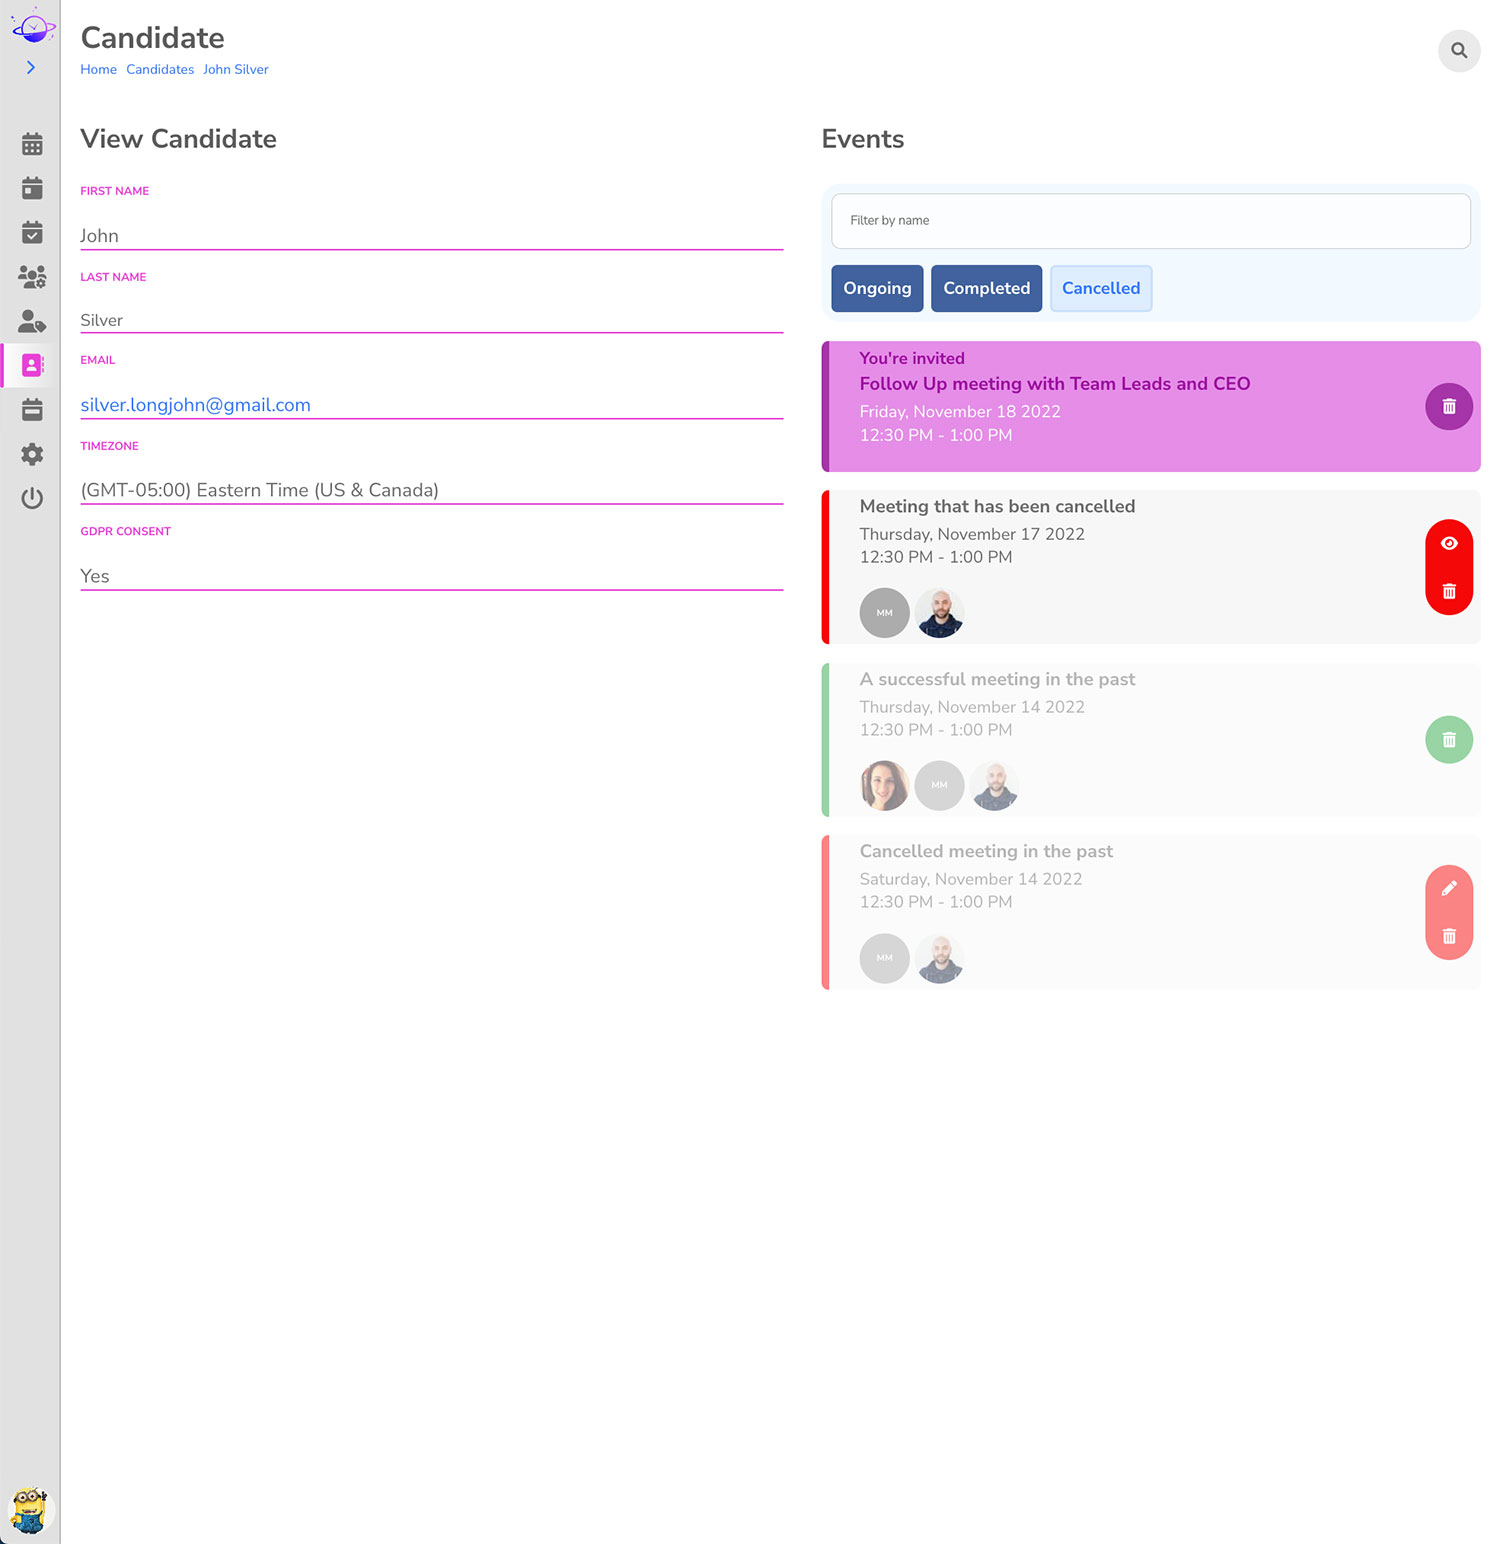 Candidate
Home Candidates John Silver
View Candidate
FIRST NAME
John
LAST NAME
Silver
EMAIL
silver.longjohn@gmail.com
TIMEZONE
(GMT-05:00) Eastern Time (US & Canada)
GDPR CONSENT
Yes
Events
Filter by name
Ongoing Completed Cancelled
You're invited
Follow Up meeting with Team Leads and CEO
Friday, November 18 2022
12:30 PM - 1:00 PM
Meeting that has been cancelled
Thursday, November 17 2022
12:30 PM - 1:00 PM
MM
A successful meeting in the past
Thursday, November 14 2022
12:30 PM - 1:00 PM
MM
Cancelled meeting in the past
Saturday, November 14 2022
12:30 PM - 1:00 PM
MM